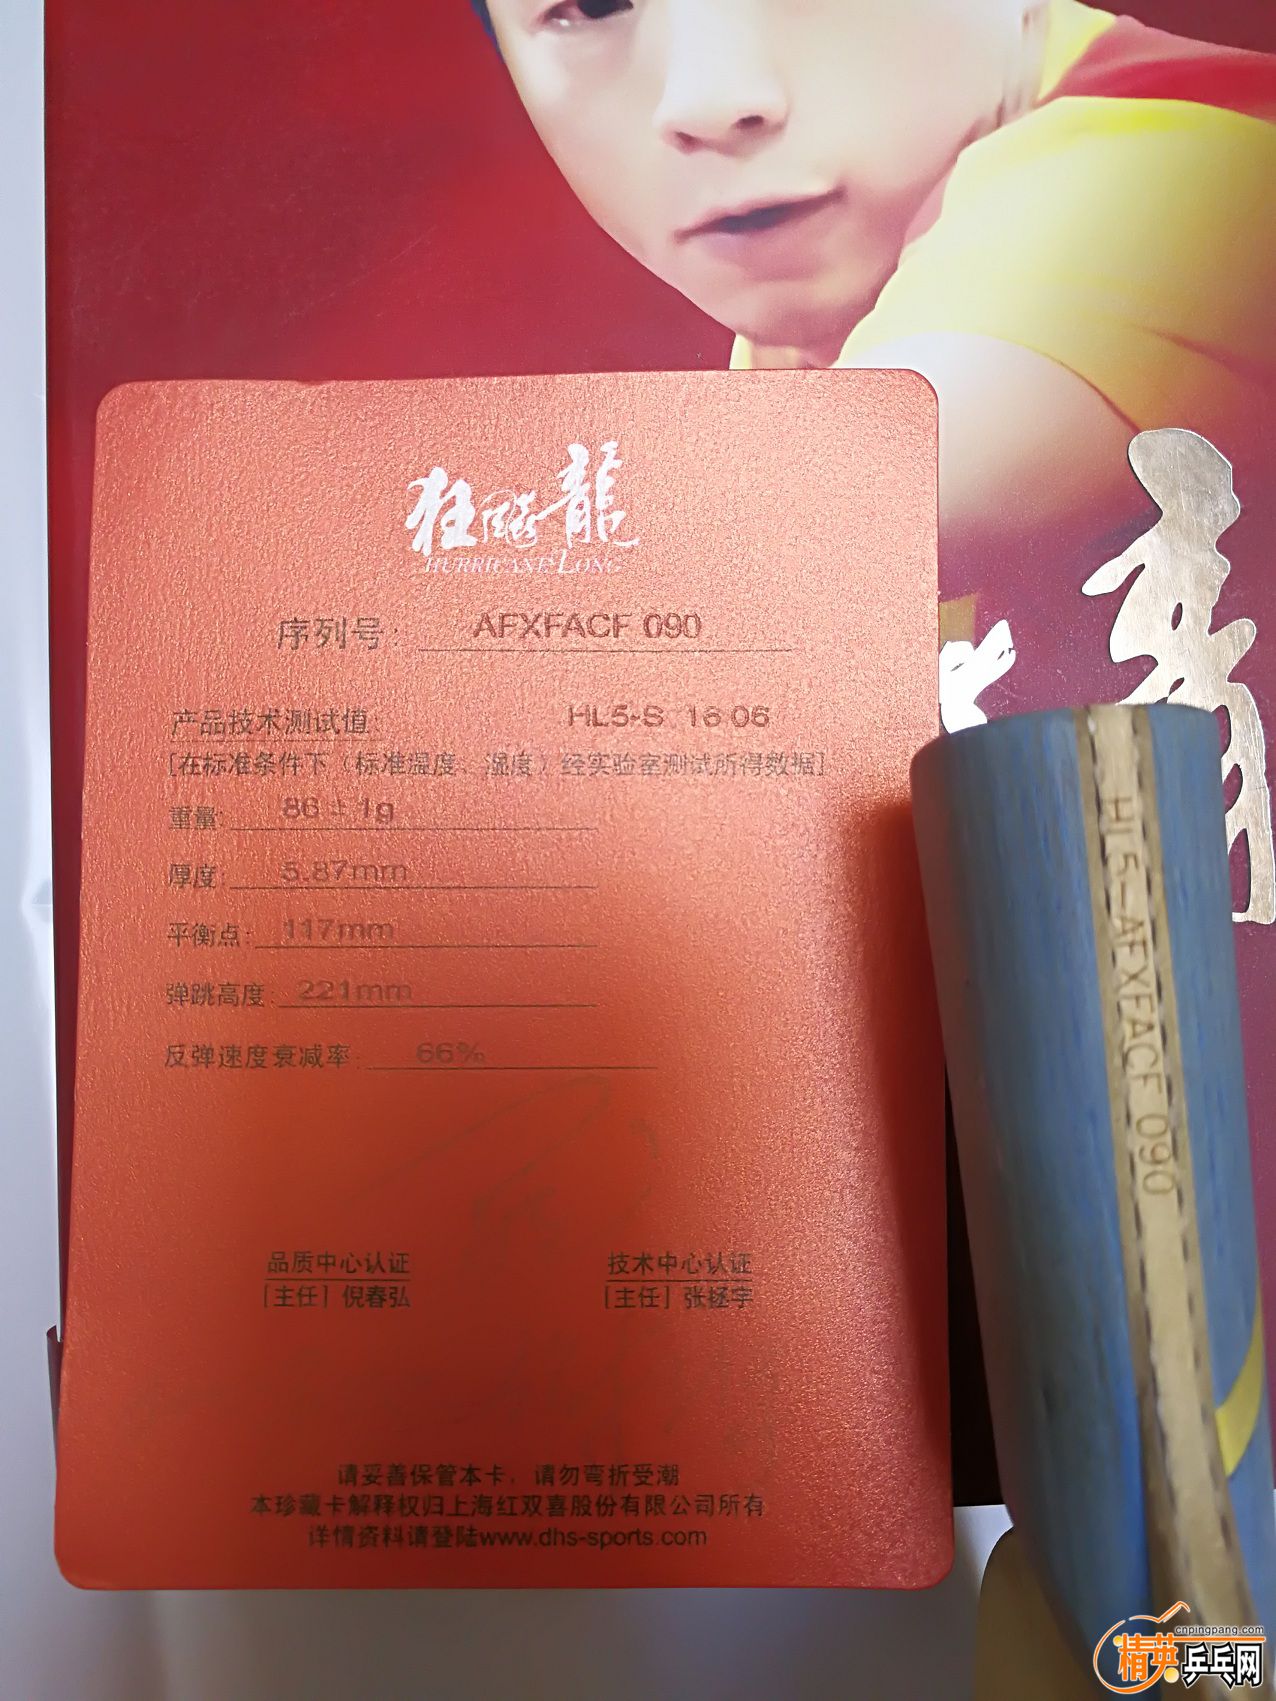 狂飚龍
HURRICANE·LONG
序列号: AFXFACF 090
产品技术测试值 HL5-S 16 06
[在标准条件下（标准温度、湿度）经实验室测试所得数据]
重量: 86±1g
厚度: 5.87mm
平衡点: 117mm
弹跳高度: 221mm
反弹速度衰减率: 66%
品质中心认证 技术中心认证
[主任] 倪春弘 [主任] 张拯宇
请妥善保管本卡，请勿弯折受潮
本珍藏卡解释权归上海红双喜股份有限公司所有
详情资料请登陆www.dhs-sports.com
HL5-AFXFACF 090
cnpingpang.com
精英乒乓网